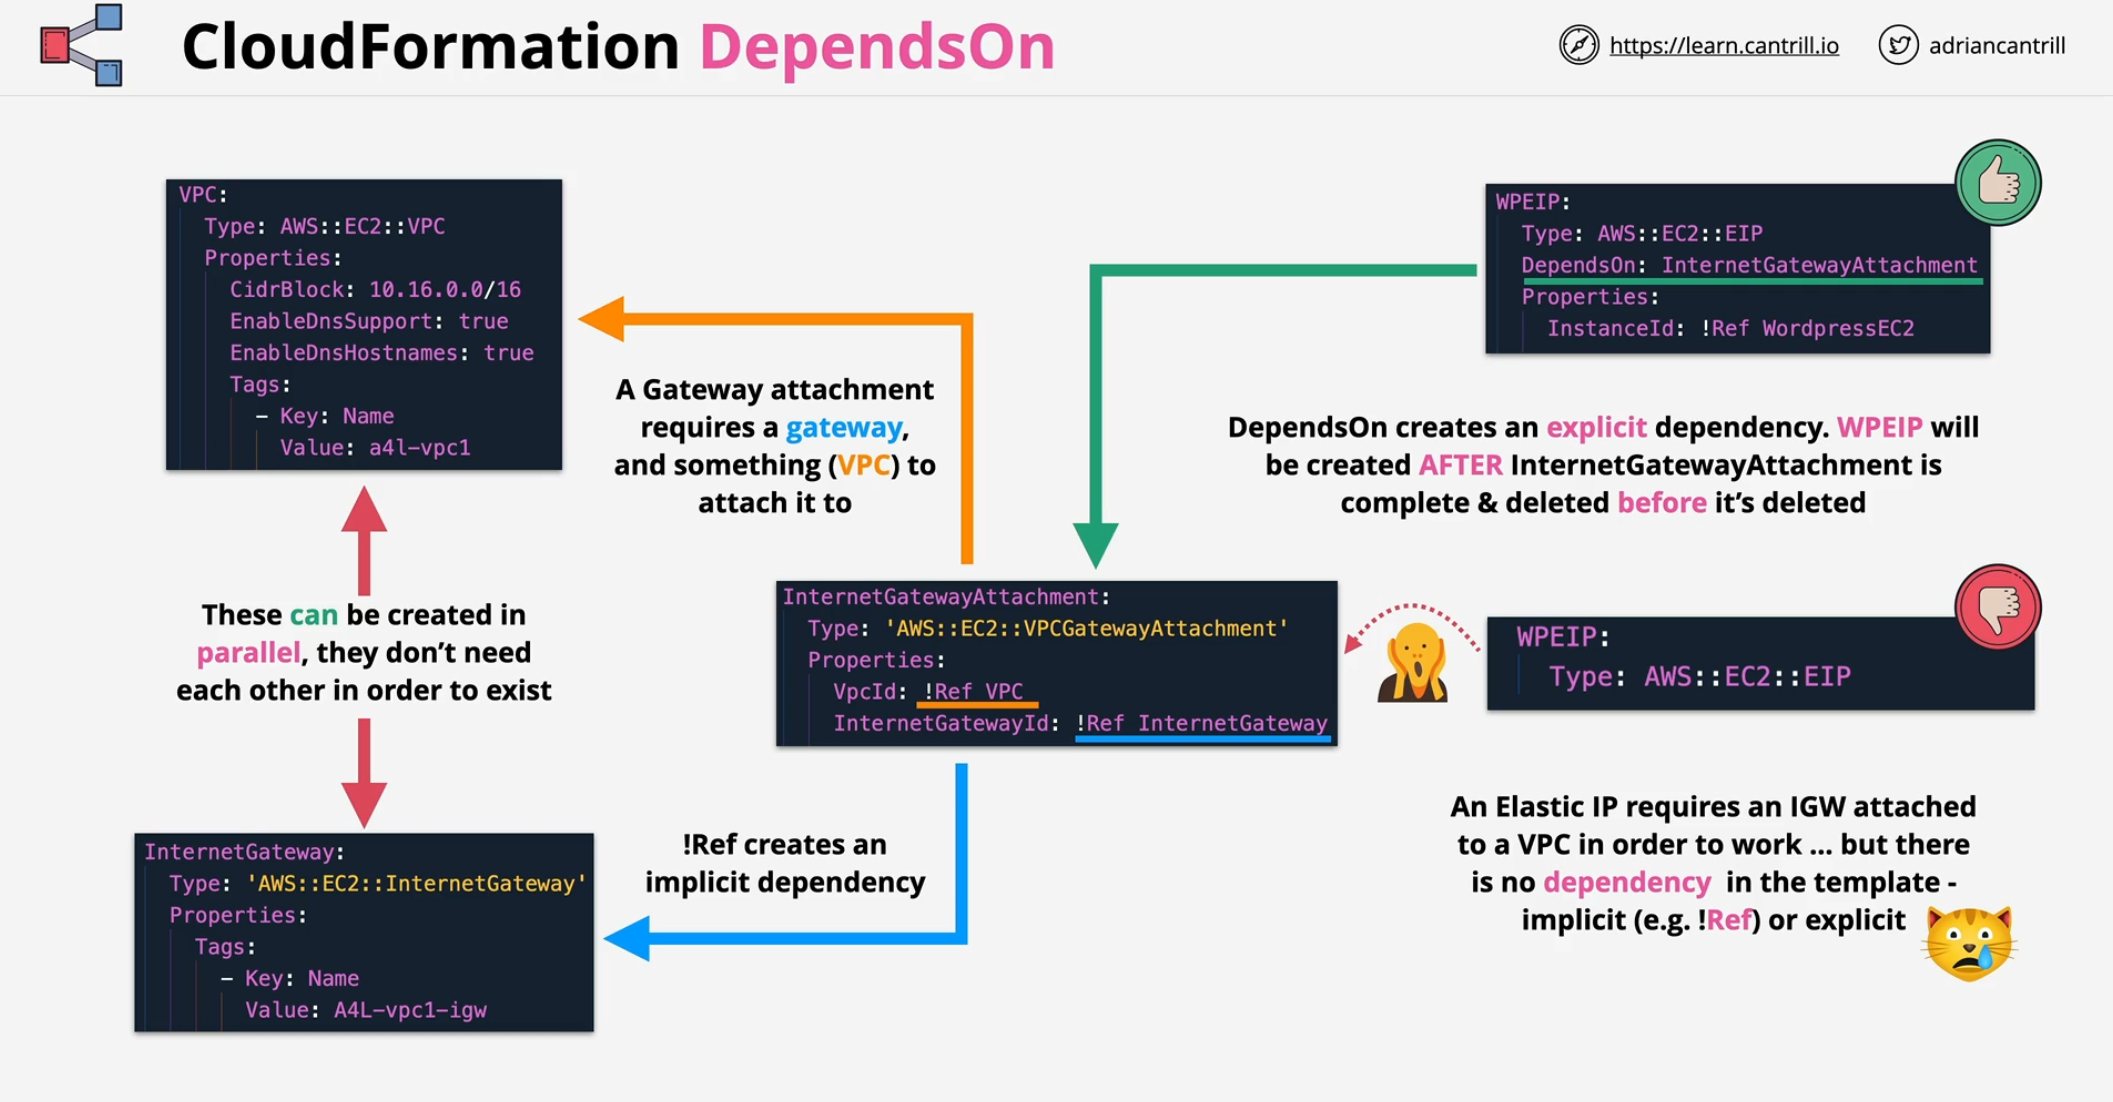 CloudFormation DependsOn
https://learn.cantrill.io
adriancantrill
VPC:
Type: AWS::EC2::VPC
Properties:
CidrBlock: 10.16.0.0/16
EnableDnsSupport: true
EnableDnsHostnames: true
Tags:
- Key: Name
Value: a4l-vpc1
These can be created in
parallel, they don’t need
each other in order to exist
InternetGateway:
Type: 'AWS::EC2::InternetGateway'
Properties:
Tags:
- Key: Name
Value: A4L-vpc1-igw
A Gateway attachment
requires a gateway,
and something (VPC) to
attach it to
InternetGatewayAttachment:
Type: 'AWS::EC2::VPCGatewayAttachment'
Properties:
VpcId: !Ref VPC
InternetGatewayId: !Ref InternetGateway
!Ref creates an
implicit dependency
WPEIP:
Type: AWS::EC2::EIP
DependsOn: InternetGatewayAttachment
Properties:
InstanceId: !Ref WordpressEC2
DependsOn creates an explicit dependency. WPEIP will
be created AFTER InternetGatewayAttachment is
complete & deleted before it’s deleted
WPEIP:
Type: AWS::EC2::EIP
An Elastic IP requires an IGW attached
to a VPC in order to work ... but there
is no dependency in the template -
implicit (e.g. !Ref) or explicit